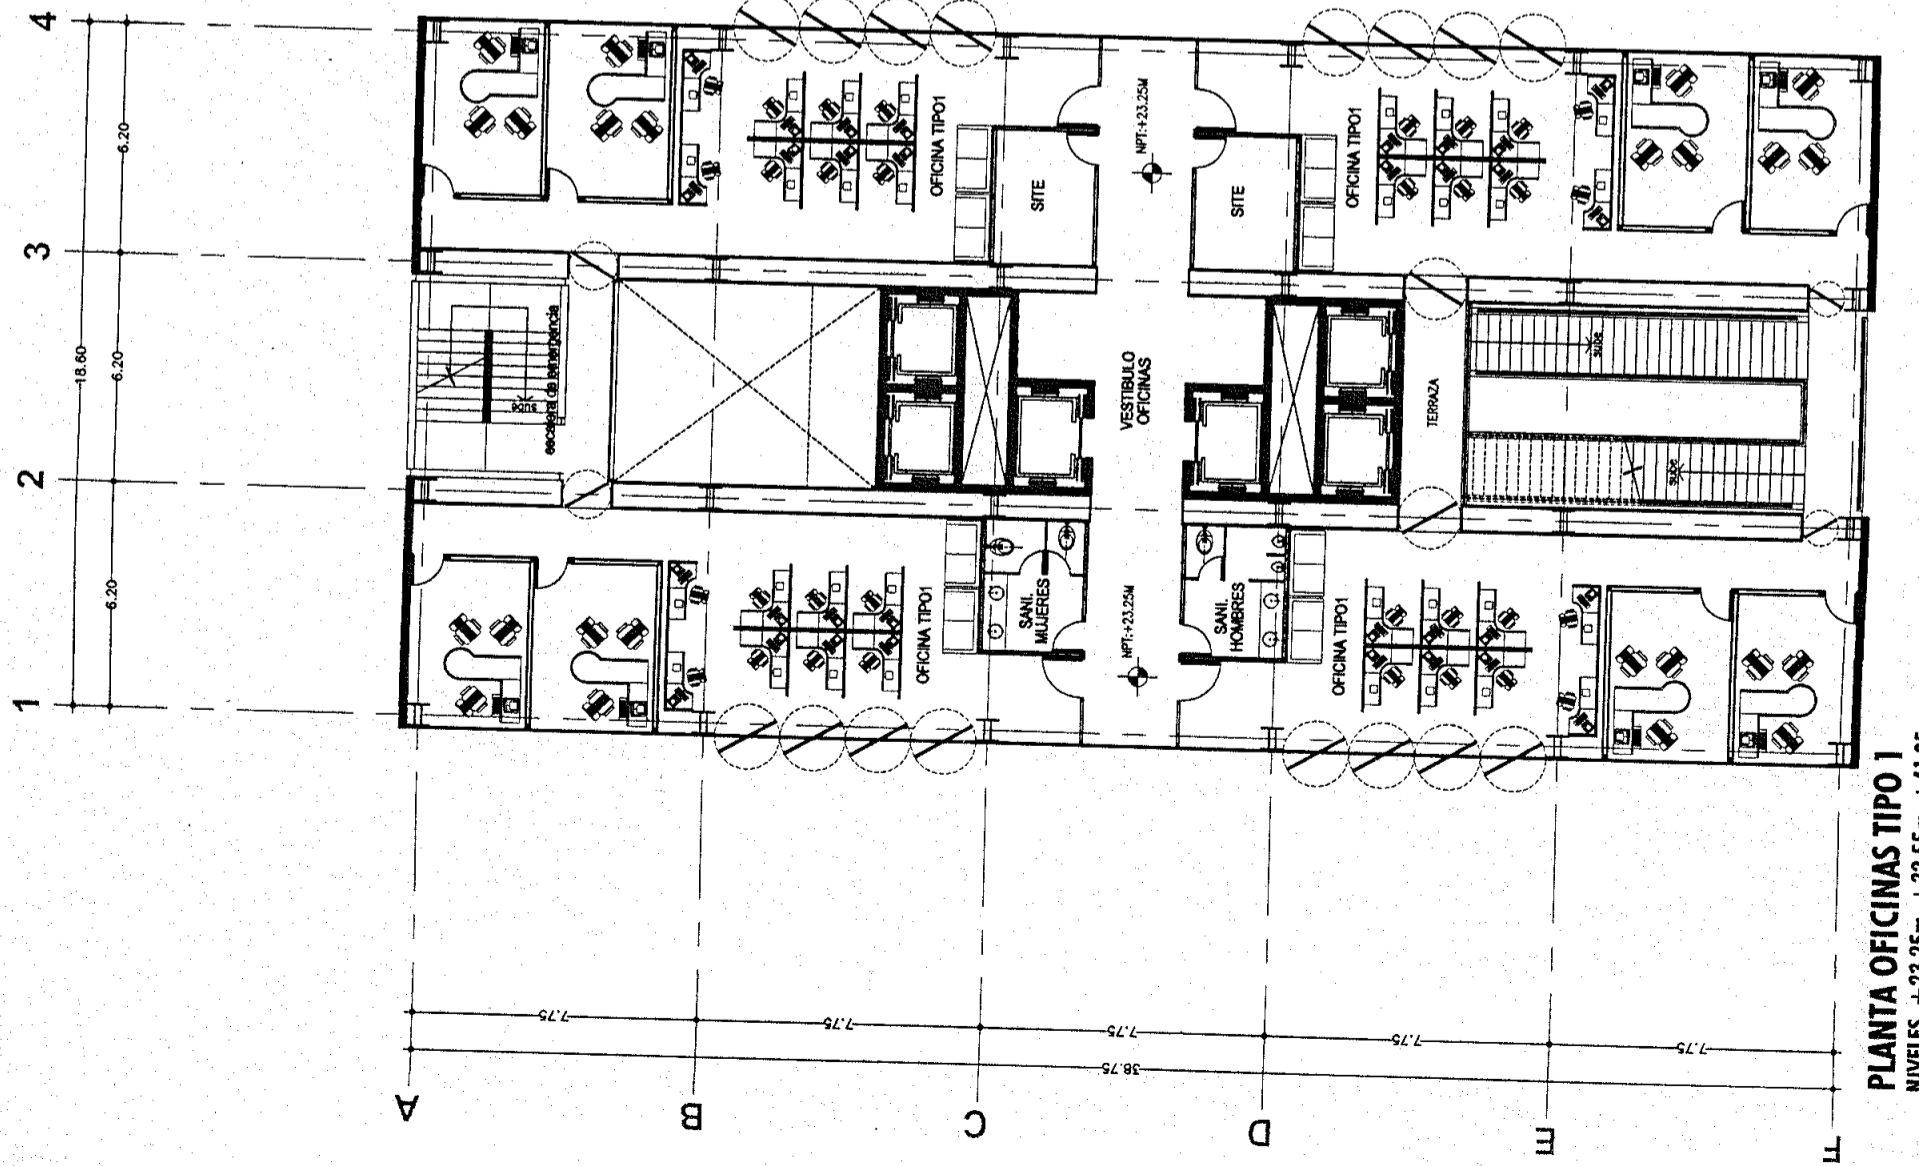 4
3
2
1
6.20
6.20
6.20
18.60
OFICINA TIPO1
SITE
NPT:+23.25M
SITE
OFICINA TIPO1
escalera de emergencia
sube
VESTIBULO
OFICINAS
TERRAZA
sube
sube
OFICINA TIPO1
SANI.
MUJERES
NPT:+23.25M
SANI.
HOMBRES
OFICINA TIPO1
7.75
7.75
7.75
7.75
7.75
38.75
A
B
C
D
E
F
PLANTA OFICINAS TIPO 1
NIVELES